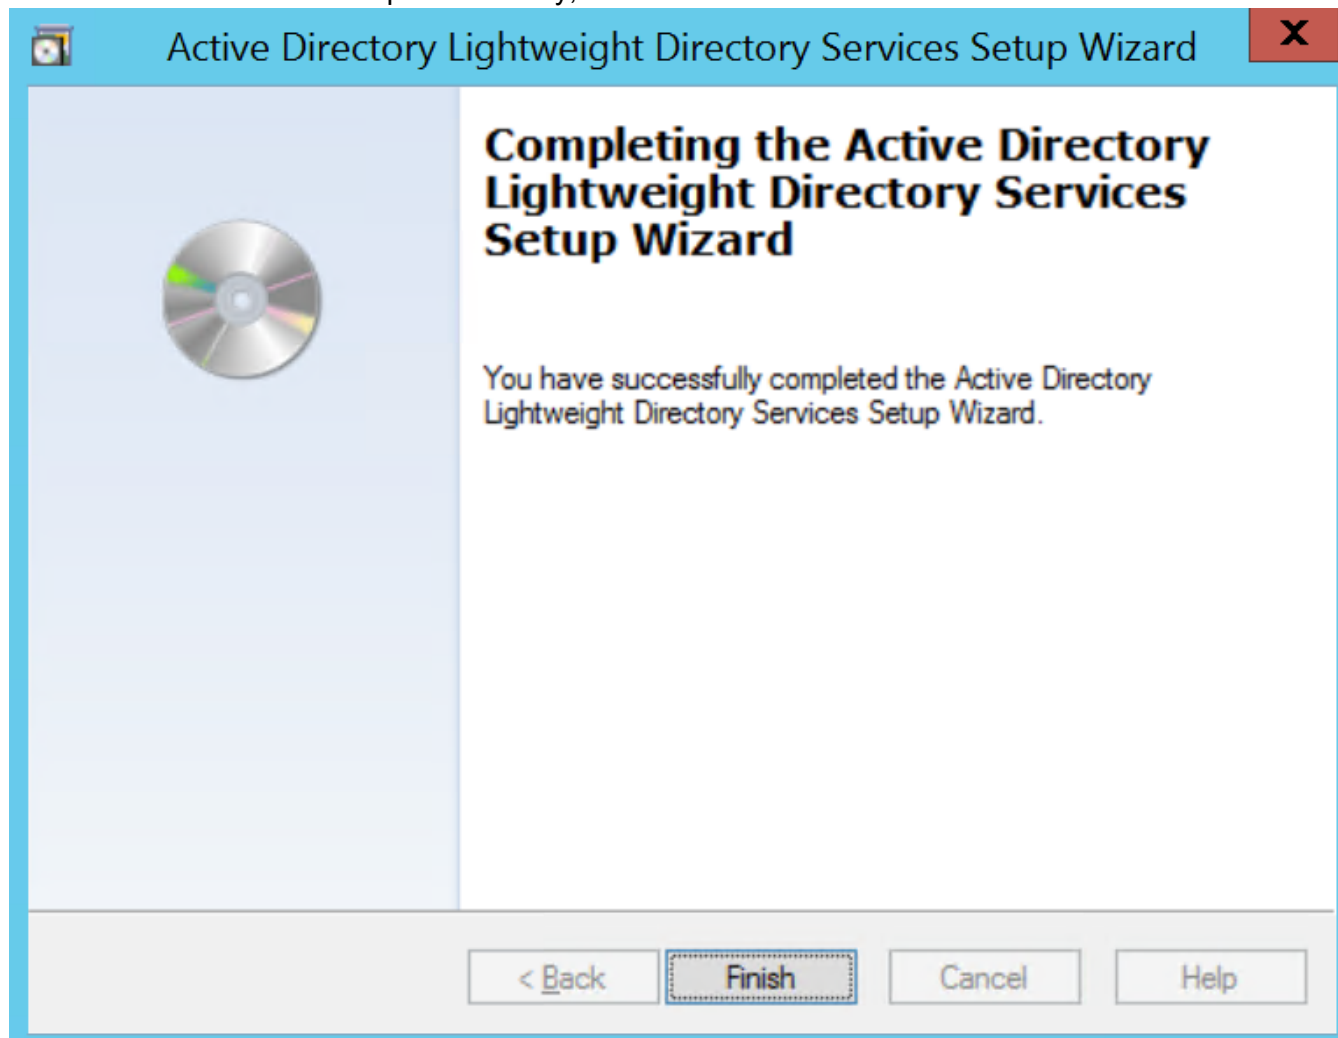 Active Directory Lightweight Directory Services Setup Wizard
X
Completing the Active Directory
Lightweight Directory Services
Setup Wizard
You have successfully completed the Active Directory
Lightweight Directory Services Setup Wizard.
< Back Finish Cancel Help